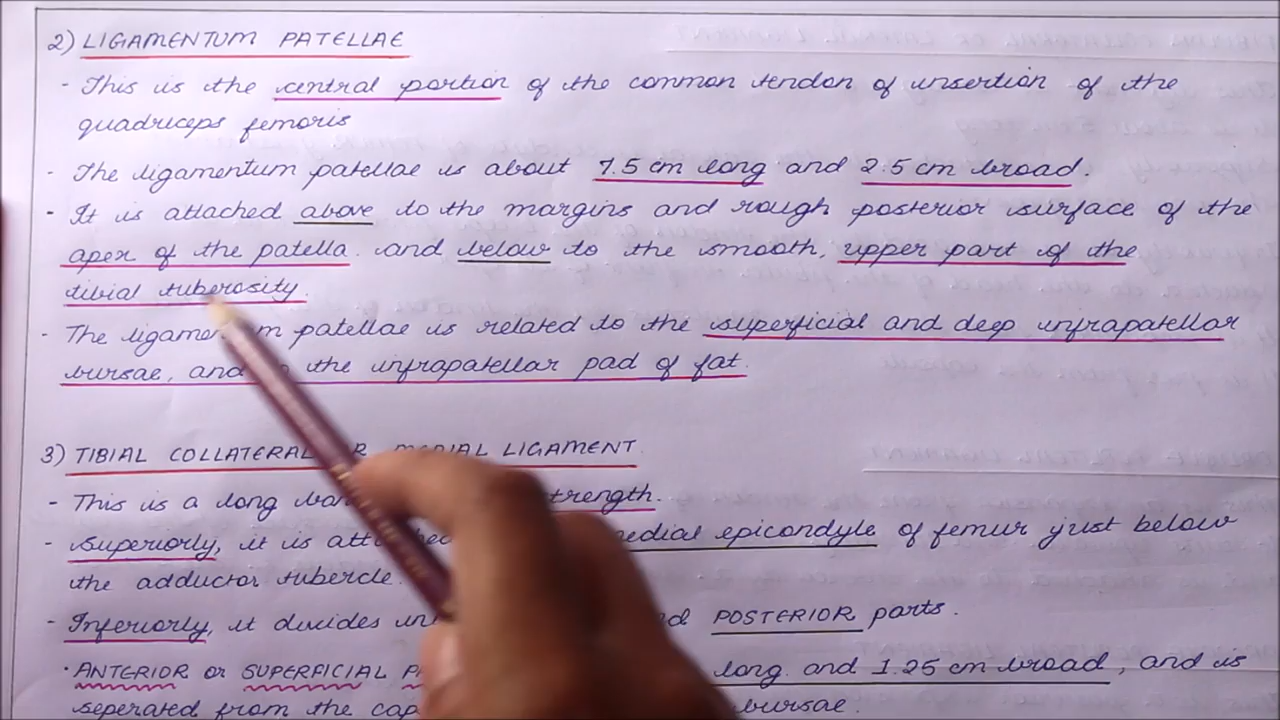 2) LIGAMENTUM PATELLAE
- This is the central portion of the common tendon of insertion of the
quadriceps femoris
- The ligamentum patellae is about 7.5 cm long and 2.5 cm broad.
- It is attached above to the margins and rough posterior surface of the
apex of the patella and below to the smooth, upper part of the
tibial tuberosity.
- The ligamentum patellae is related to the superficial and deep infrapatellar
bursae, and the infrapatellar pad of fat.
3) TIBIAL COLLATERAL OR MEDIAL LIGAMENT
- This is a long strength.
- Superiorly, it is attached medial epicondyle of femur just below
the adductor tubercle.
- Inferiorly, it divides POSTERIOR parts.
• ANTERIOR or SUPERFICIAL long and 1.25 cm broad, and is
seperated from the bursae.